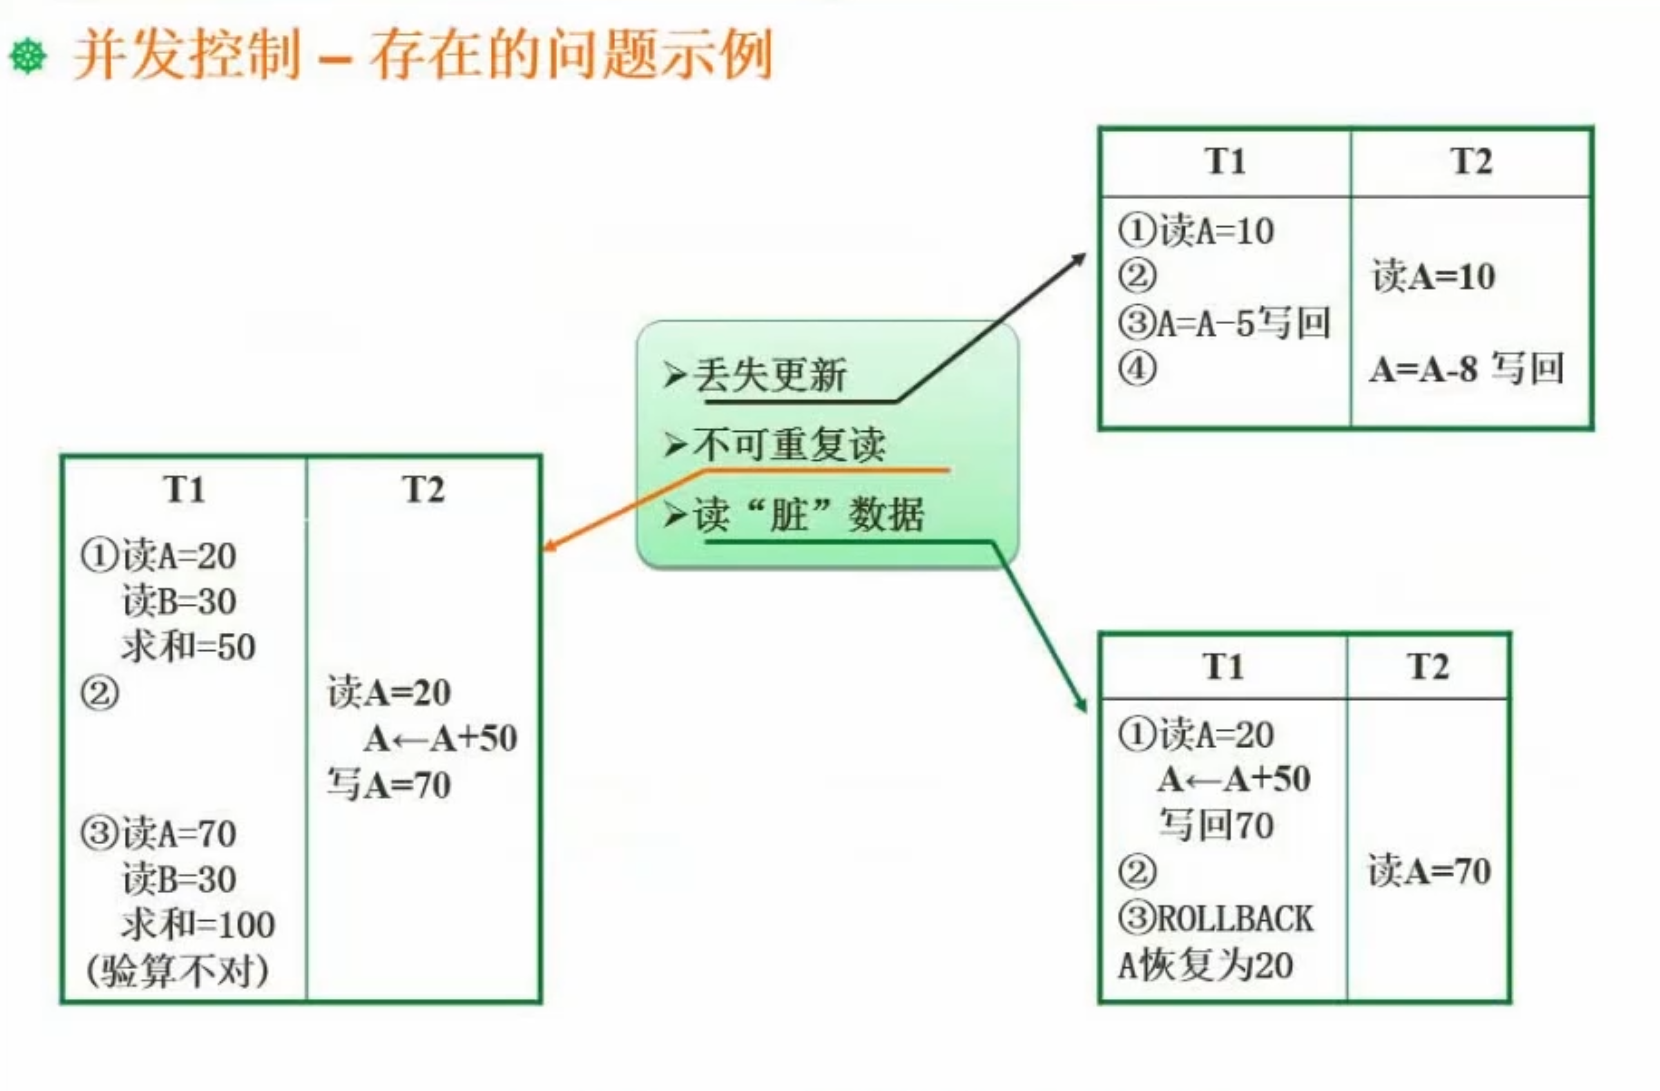 并发控制 – 存在的问题示例
➢丢失更新
➢不可重复读
➢读“脏”数据
T1 T2
①读A=10
② 读A=10
③A=A-5写回
④ A=A-8 写回
T1 T2
①读A=20
读B=30
求和=50
② 读A=20
A←A+50
写A=70
③读A=70
读B=30
求和=100
(验算不对)
T1 T2
①读A=20
A←A+50
写回70
② 读A=70
③ROLLBACK
A恢复为20